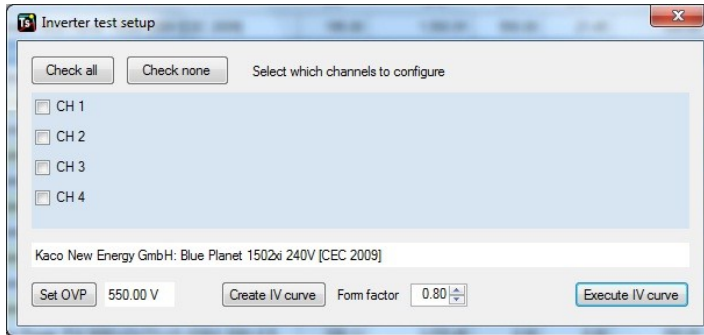 Inverter test setup
Check all Check none Select which channels to configure
CH 1
CH 2
CH 3
CH 4
Kaco New Energy GmbH: Blue Planet 1502xi 240V [CEC 2009]
Set OVP 550.00 V Create IV curve Form factor 0.80 Execute IV curve